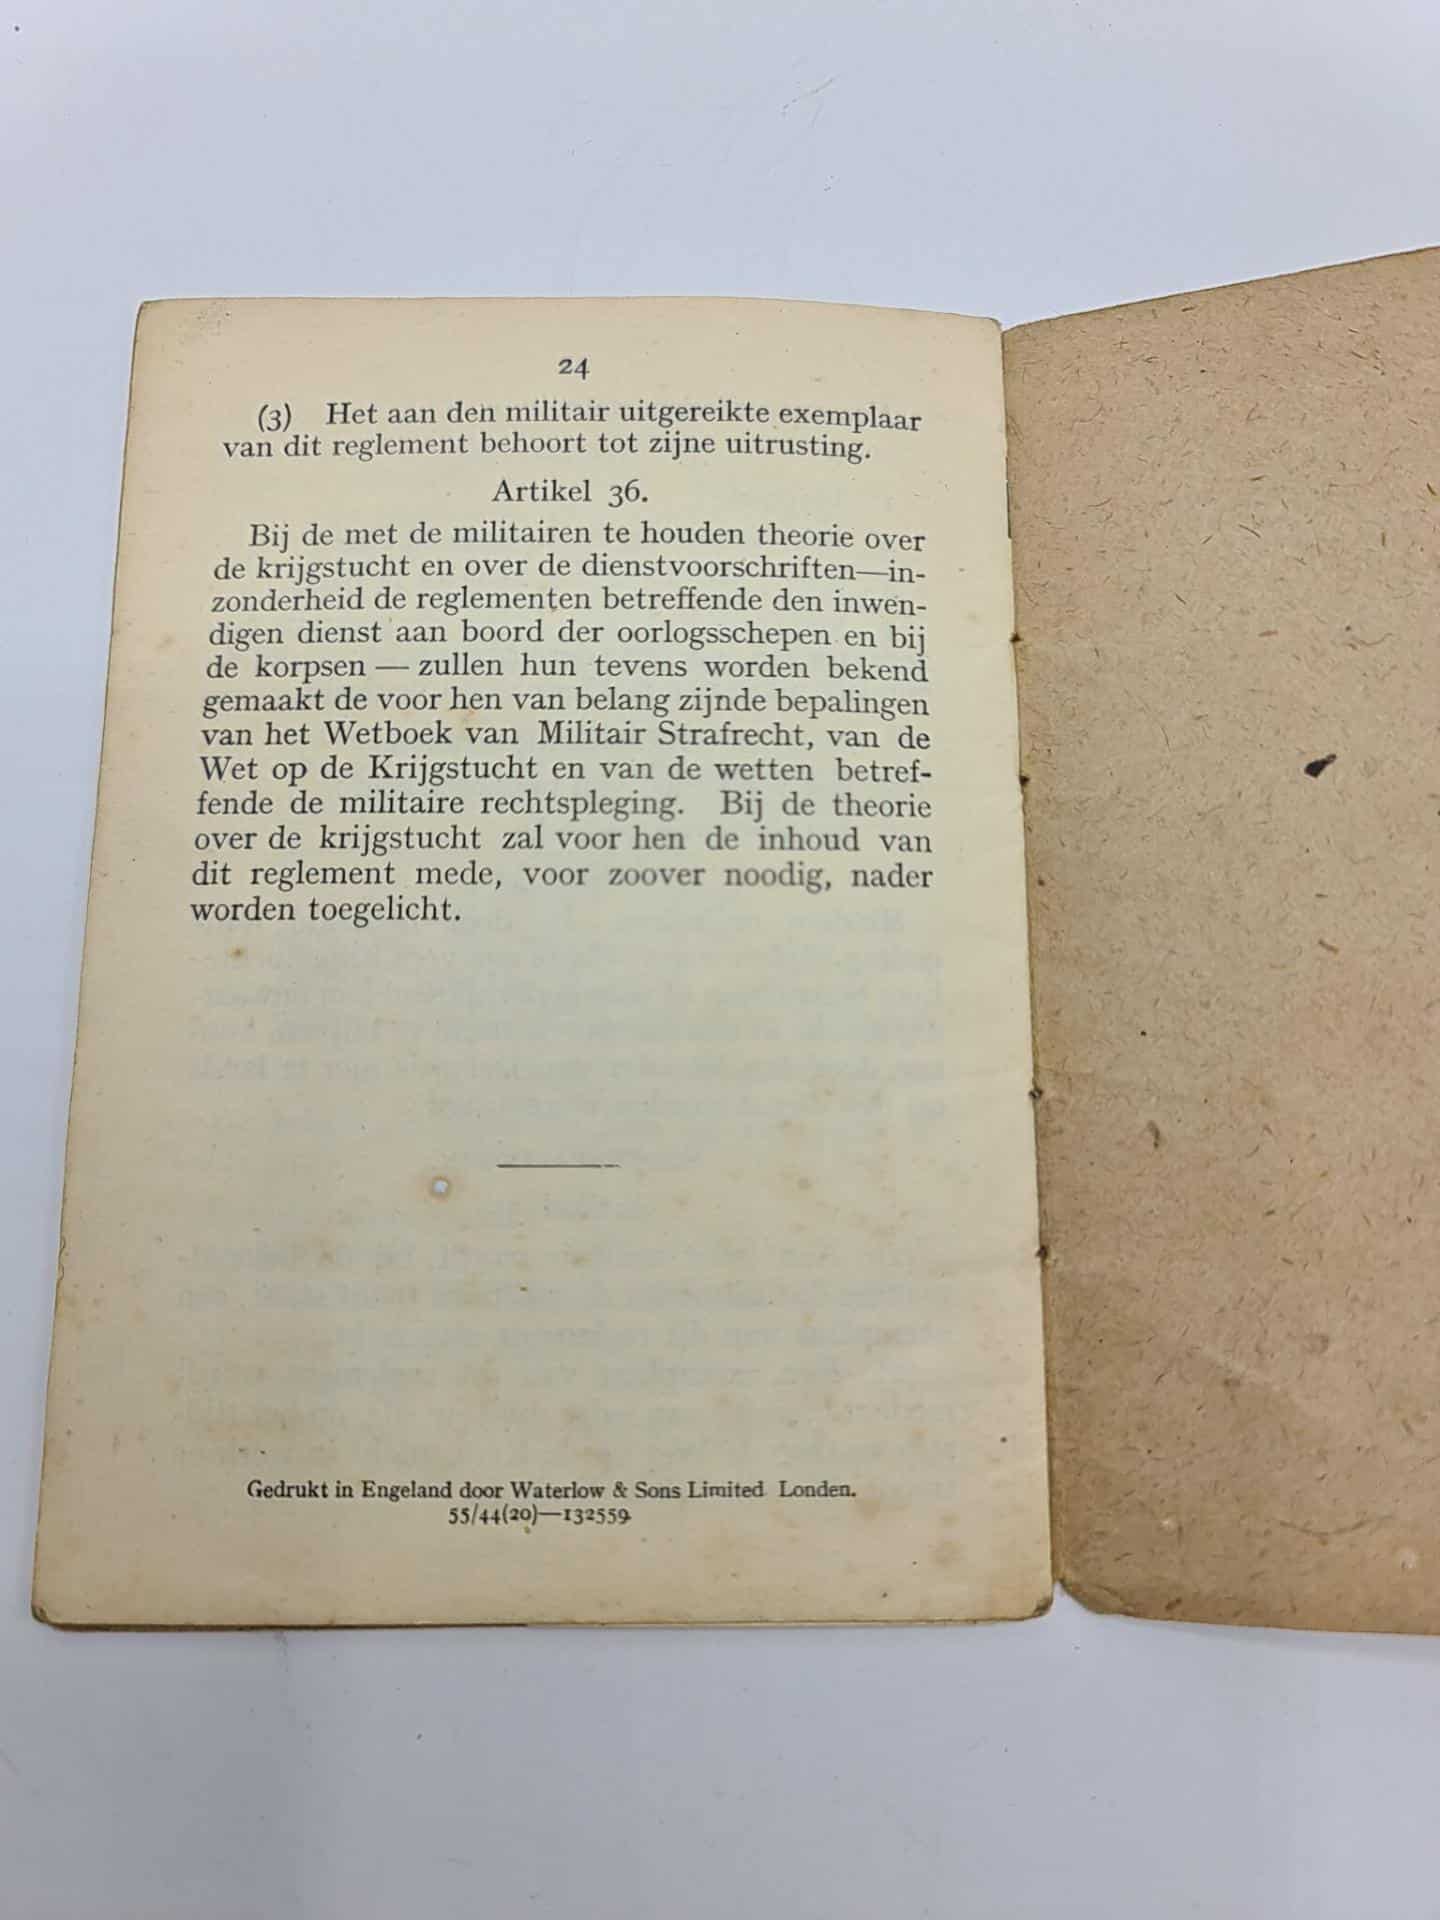 24
(3) Het aan den militair uitgereikte exemplaar
van dit reglement behoort tot zijne uitrusting.
Artikel 36.
Bij de met de militairen te houden theorie over
de krijgstucht en over de dienstvoorschriften—in-
zonderheid de reglementen betreffende den inwen-
digen dienst aan boord der oorlogsschepen en bij
de korpsen — zullen hun tevens worden bekend
gemaakt de voor hen van belang zijnde bepalingen
van het Wetboek van Militair Strafrecht, van de
Wet op de Krijgstucht en van de wetten betref-
fende de militaire rechtspleging. Bij de theorie
over de krijgstucht zal voor hen de inhoud van
dit reglement mede, voor zoover noodig, nader
worden toegelicht.
Gedrukt in Engeland door Waterlow & Sons Limited Londen.
55/44(20)—132559